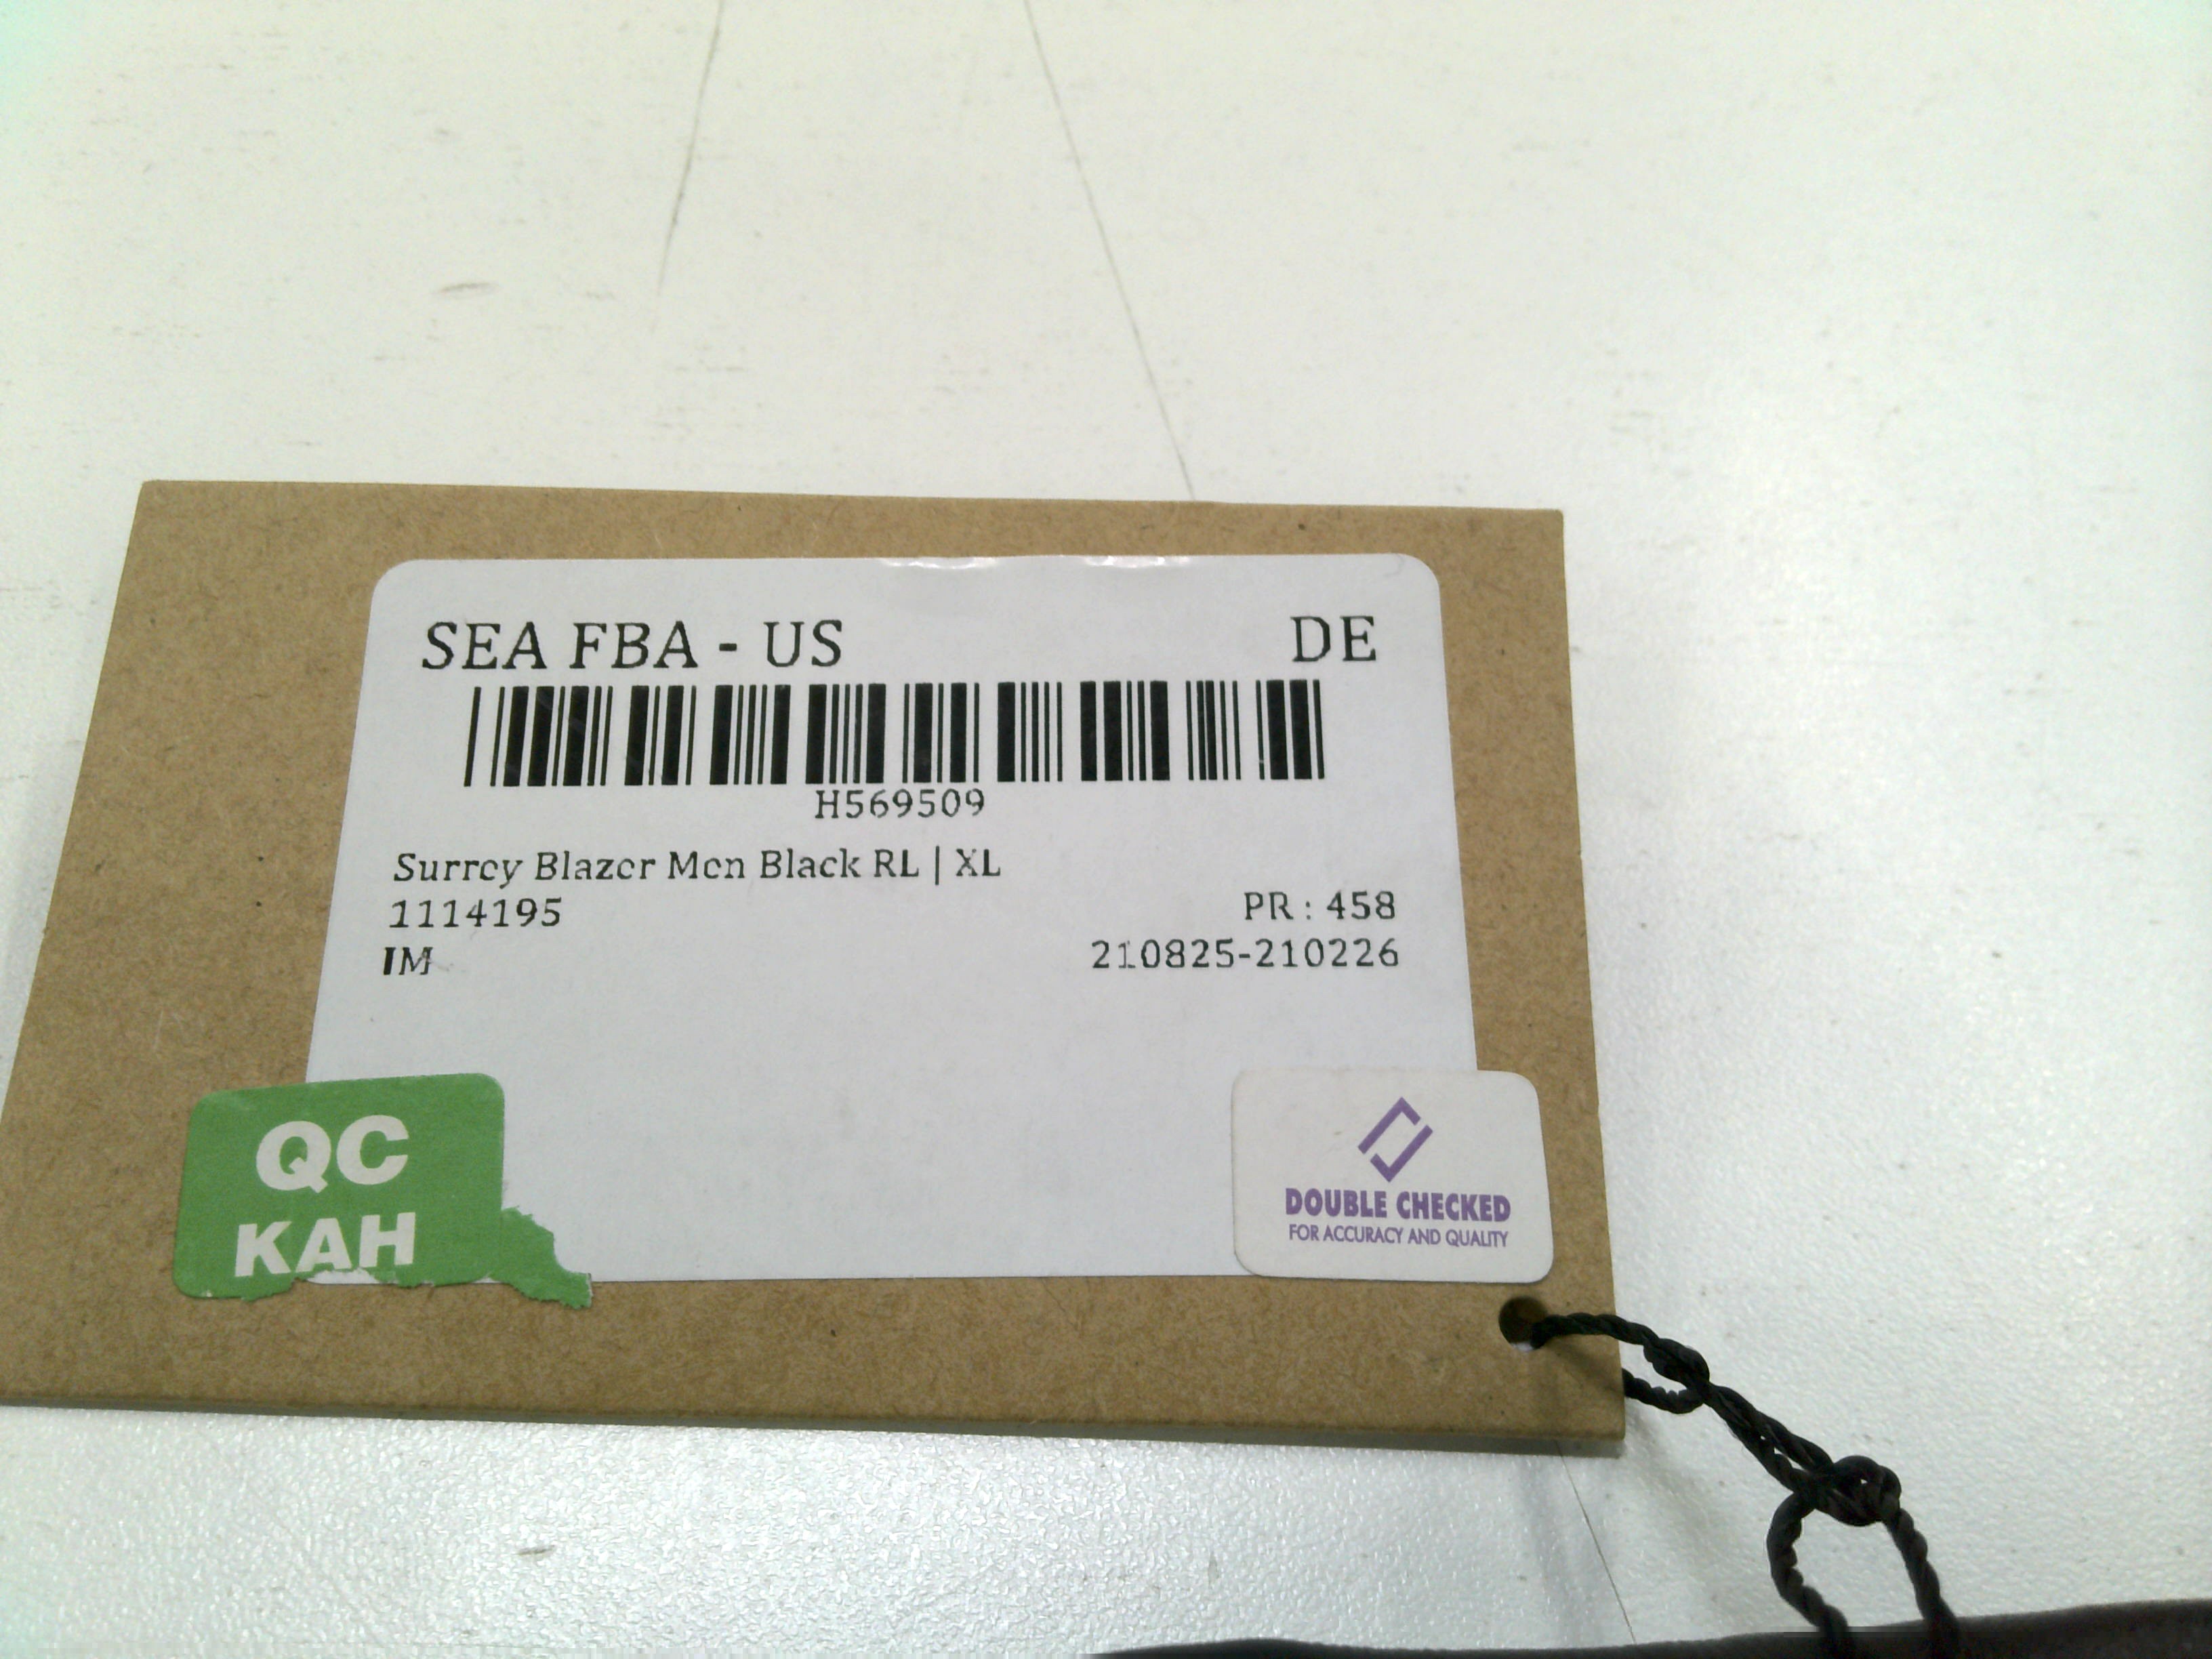 SEA FBA - US DE
H569509
Surrey Blazer Men Black RL | XL
1114195 PR : 458
IM 210825-210226
QC
KAH
DOUBLE CHECKED
FOR ACCURACY AND QUALITY